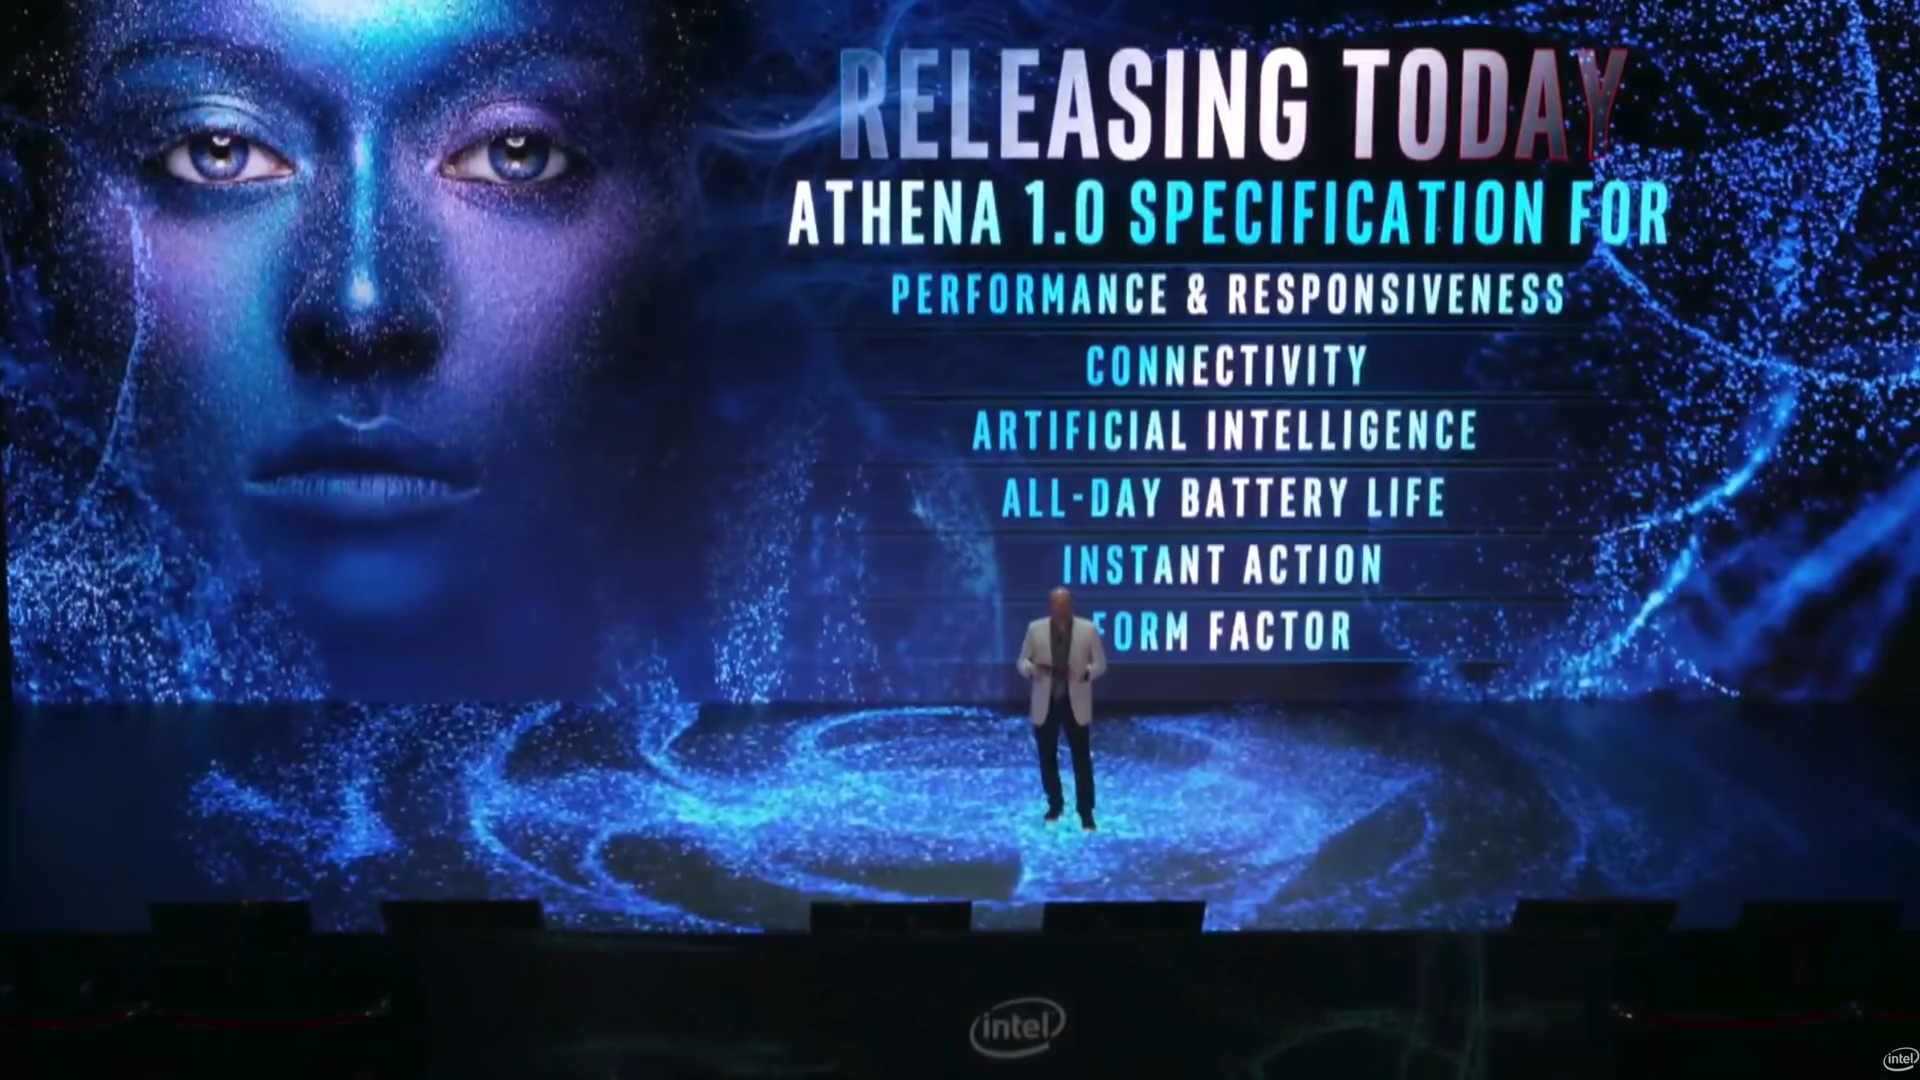 RELEASING TODAY
ATHENA 1.0 SPECIFICATION FOR
PERFORMANCE & RESPONSIVENESS
CONNECTIVITY
ARTIFICIAL INTELLIGENCE
ALL-DAY BATTERY LIFE
INSTANT ACTION
FORM FACTOR
intel
intel